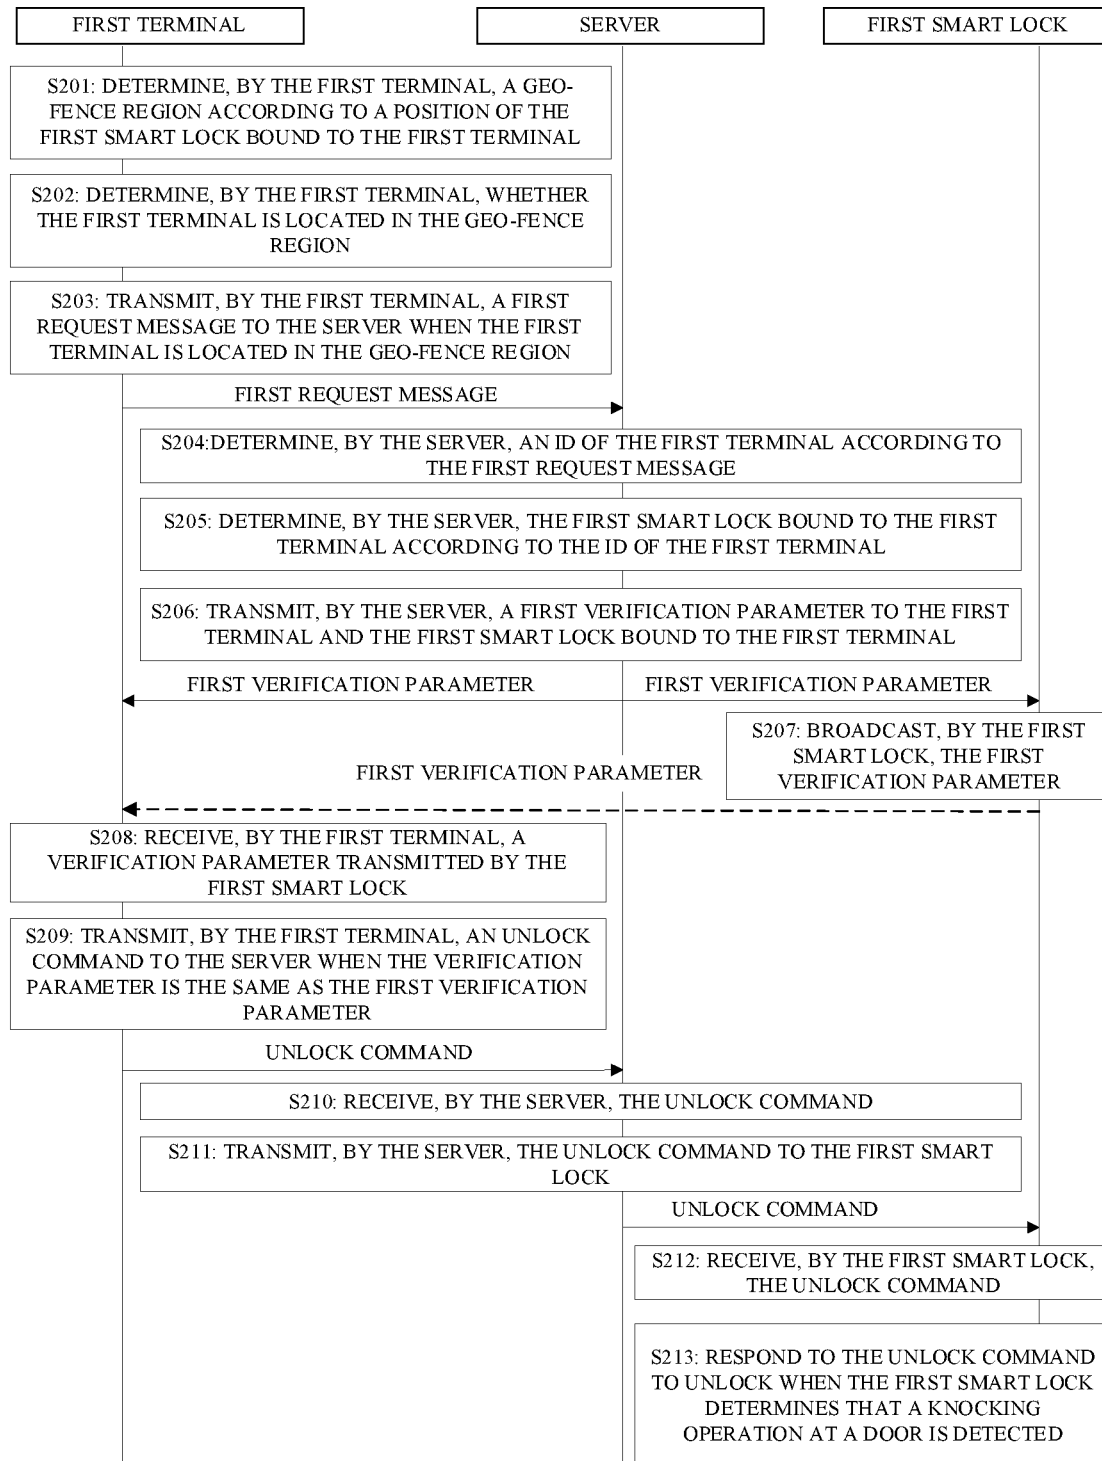 FIRST TERMINAL
SERVER
FIRST SMART LOCK
S201: DETERMINE, BY THE FIRST TERMINAL, A GEO-
FENCE REGION ACCORDING TO A POSITION OF THE
FIRST SMART LOCK BOUND TO THE FIRST TERMINAL
S202: DETERMINE, BY THE FIRST TERMINAL, WHETHER
THE FIRST TERMINAL IS LOCATED IN THE GEO-FENCE
REGION
S203: TRANSMIT, BY THE FIRST TERMINAL, A FIRST
REQUEST MESSAGE TO THE SERVER WHEN THE FIRST
TERMINAL IS LOCATED IN THE GEO-FENCE REGION
FIRST REQUEST MESSAGE
S204:DETERMINE, BY THE SERVER, AN ID OF THE FIRST TERMINAL ACCORDING TO
THE FIRST REQUEST MESSAGE
S205: DETERMINE, BY THE SERVER, THE FIRST SMART LOCK BOUND TO THE FIRST
TERMINAL ACCORDING TO THE ID OF THE FIRST TERMINAL
S206: TRANSMIT, BY THE SERVER, A FIRST VERIFICATION PARAMETER TO THE FIRST
TERMINAL AND THE FIRST SMART LOCK BOUND TO THE FIRST TERMINAL
FIRST VERIFICATION PARAMETER
FIRST VERIFICATION PARAMETER
S207: BROADCAST, BY THE FIRST
SMART LOCK, THE FIRST
VERIFICATION PARAMETER
FIRST VERIFICATION PARAMETER
S208: RECEIVE, BY THE FIRST TERMINAL, A
VERIFICATION PARAMETER TRANSMITTED BY THE
FIRST SMART LOCK
S209: TRANSMIT, BY THE FIRST TERMINAL, AN UNLOCK
COMMAND TO THE SERVER WHEN THE VERIFICATION
PARAMETER IS THE SAME AS THE FIRST VERIFICATION
PARAMETER
UNLOCK COMMAND
S210: RECEIVE, BY THE SERVER, THE UNLOCK COMMAND
S211: TRANSMIT, BY THE SERVER, THE UNLOCK COMMAND TO THE FIRST SMART
LOCK
UNLOCK COMMAND
S212: RECEIVE, BY THE FIRST SMART LOCK,
THE UNLOCK COMMAND
S213: RESPOND TO THE UNLOCK COMMAND
TO UNLOCK WHEN THE FIRST SMART LOCK
DETERMINES THAT A KNOCKING
OPERATION AT A DOOR IS DETECTED